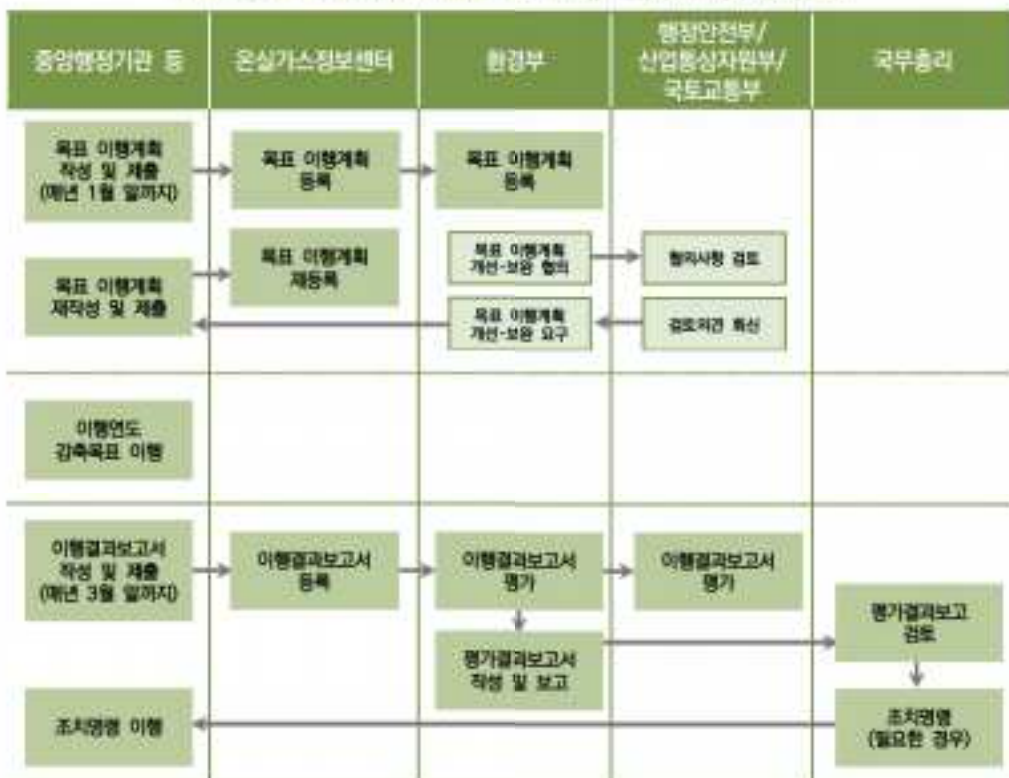 중앙행정기관 등
온실가스정보센터
환경부
행정안전부/
산업통상자원부/
국토교통부
국무총리
목표 이행계획
작성 및 제출
(매년 1월 말까지)
목표 이행계획
등록
목표 이행계획
등록
목표 이행계획
재작성 및 제출
목표 이행계획
재등록
목표 이행계획
개선·보완 협의
협의사항 검토
목표 이행계획
개선·보완 요구
검토의견 회신
이행연도
감축목표 이행
이행결과보고서
작성 및 제출
(매년 3월 말까지)
이행결과보고서
등록
이행결과보고서
평가
이행결과보고서
평가
평가결과보고서
작성 및 보고
평가결과보고
검토
조치명령 이행
조치명령
(필요한 경우)